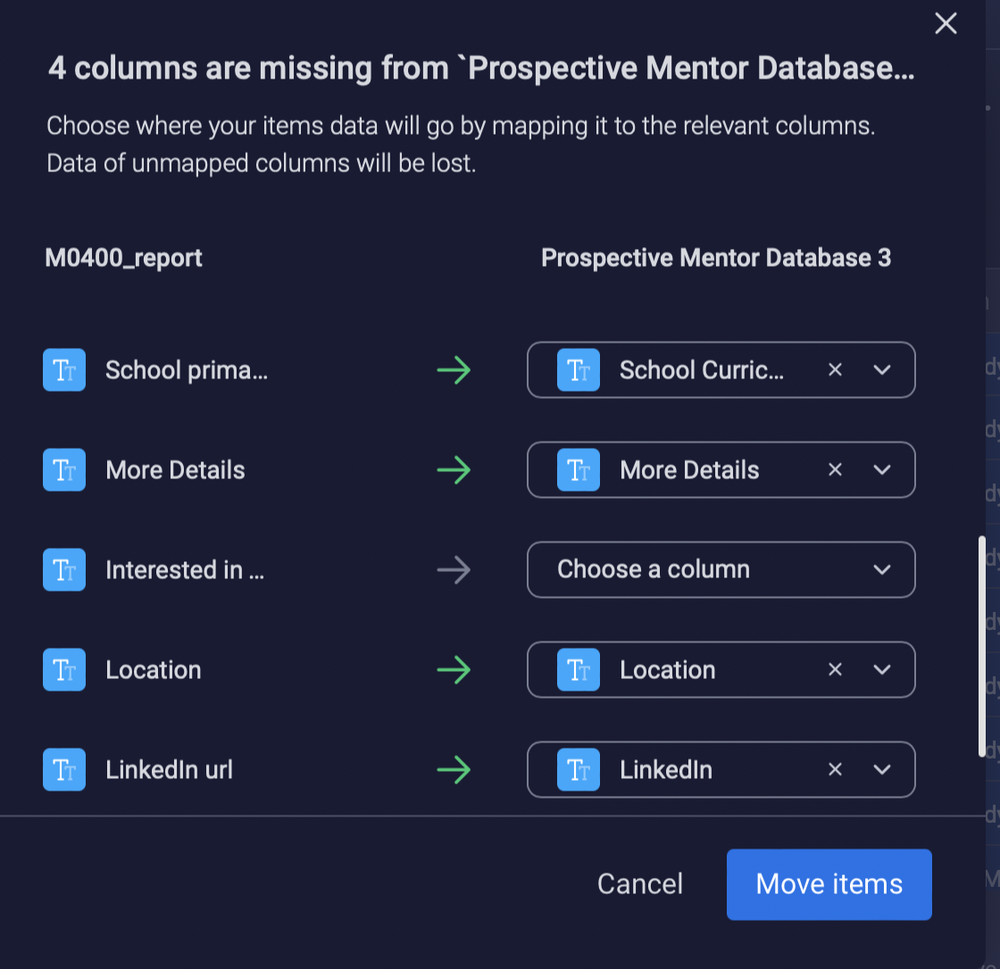 4 columns are missing from `Prospective Mentor Database...
Choose where your items data will go by mapping it to the relevant columns.
Data of unmapped columns will be lost.
M0400_report
Prospective Mentor Database 3
School prima...
School Curric...
More Details
More Details
Interested in ...
Choose a column
Location
Location
LinkedIn url
LinkedIn
Cancel
Move items